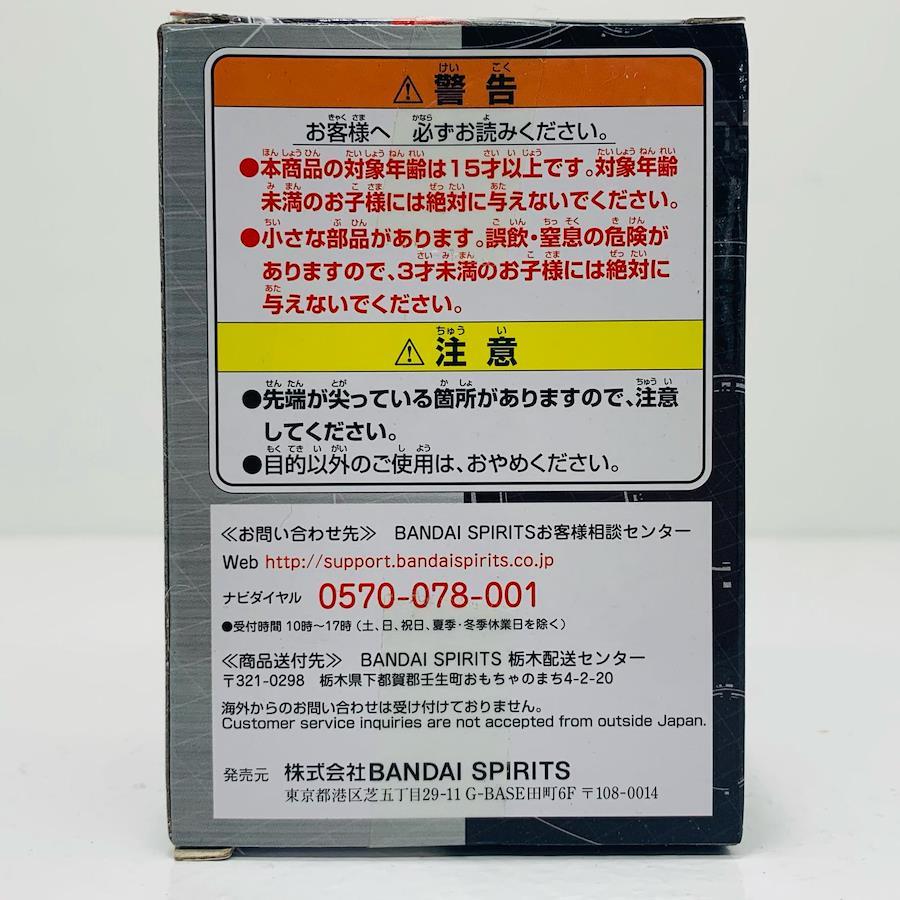 ⚠警告
お客様へ 必ずお読みください。
●本商品の対象年齢は15才以上です。対象年齢
未満のお子様には絶対に与えないでください。
●小さな部品があります。誤飲・窒息の危険が
ありますので、3才未満のお子様には絶対に
与えないでください。
⚠注意
●先端が尖っている箇所がありますので、注意
してください。
●目的以外のご使用は、おやめください。
≪お問い合わせ先≫ BANDAI SPIRITSお客様相談センター
Web http://support.bandaispirits.co.jp
ナビダイヤル 0570-078-001
●受付時間 10時〜17時(土、日、祝日、夏季・冬季休業日を除く)
≪商品送付先≫ BANDAI SPIRITS 栃木配送センター
〒321-0298 栃木県下都賀郡壬生町おもちゃのまち4-2-20
海外からのお問い合わせは受け付けておりません。
Customer service inquiries are not accepted from outside Japan.
発売元 株式会社BANDAI SPIRITS
東京都港区芝五丁目29-11 G-BASE田町6F 〒108-0014